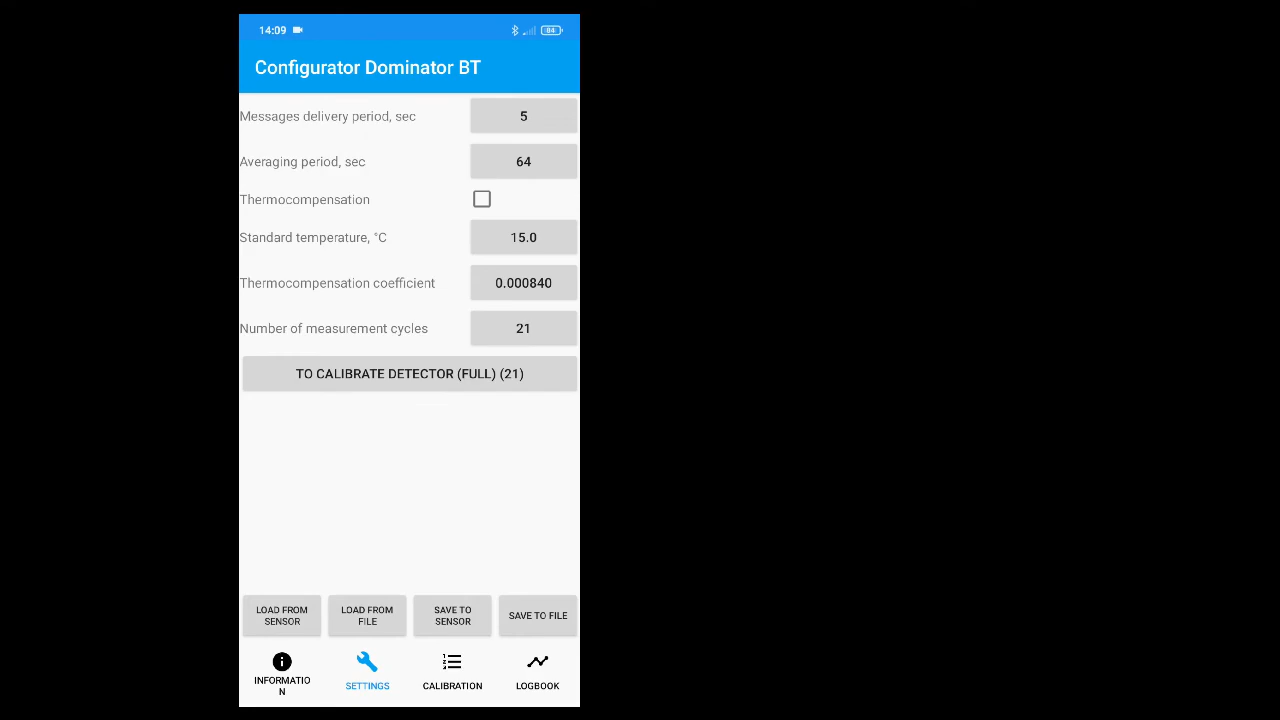 14:09
84
Configurator Dominator BT
Messages delivery period, sec
5
Averaging period, sec
64
Thermocompensation
Standard temperature, °C
15.0
Thermocompensation coefficient
0.000840
Number of measurement cycles
21
TO CALIBRATE DETECTOR (FULL) (21)
LOAD FROM
SENSOR
LOAD FROM
FILE
SAVE TO
SENSOR
SAVE TO FILE
INFORMATIO
N
SETTINGS
CALIBRATION
LOGBOOK